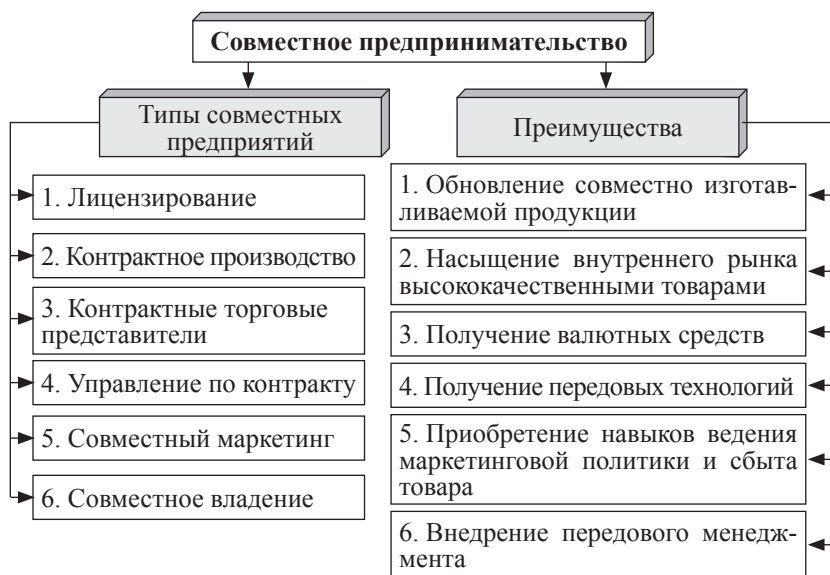 Совместное предпринимательство
Типы совместных
предприятий
1. Лицензирование
2. Контрактное производство
3. Контрактные торговые
представители
4. Управление по контракту
5. Совместный маркетинг
6. Совместное владение
Преимущества
1. Обновление совместно изготав-
ливаемой продукции
2. Насыщение внутреннего рынка
высококачественными товарами
3. Получение валютных средств
4. Получение передовых технологий
5. Приобретение навыков ведения
маркетинговой политики и сбыта
товара
6. Внедрение передового менедж-
мента